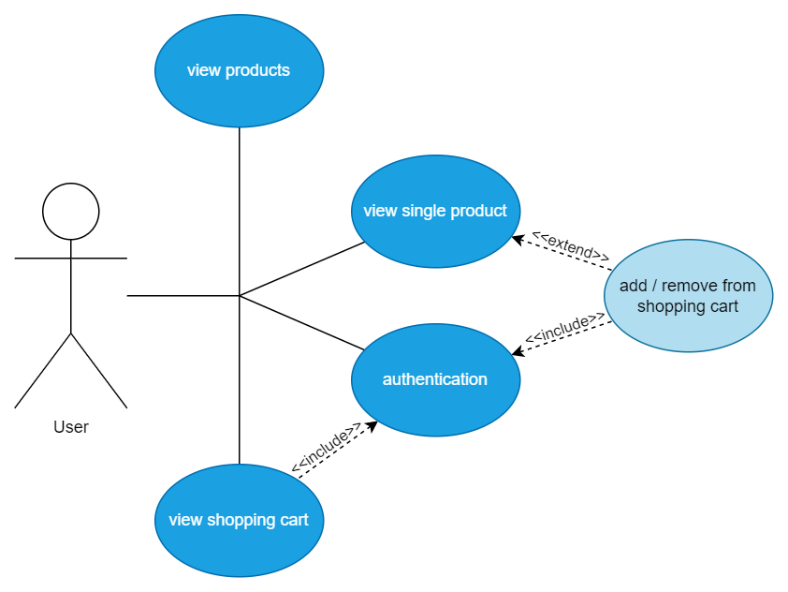 view products
view single product
<<extend>>
add / remove from
shopping cart
<<include>>
authentication
User
<<include>>
view shopping cart